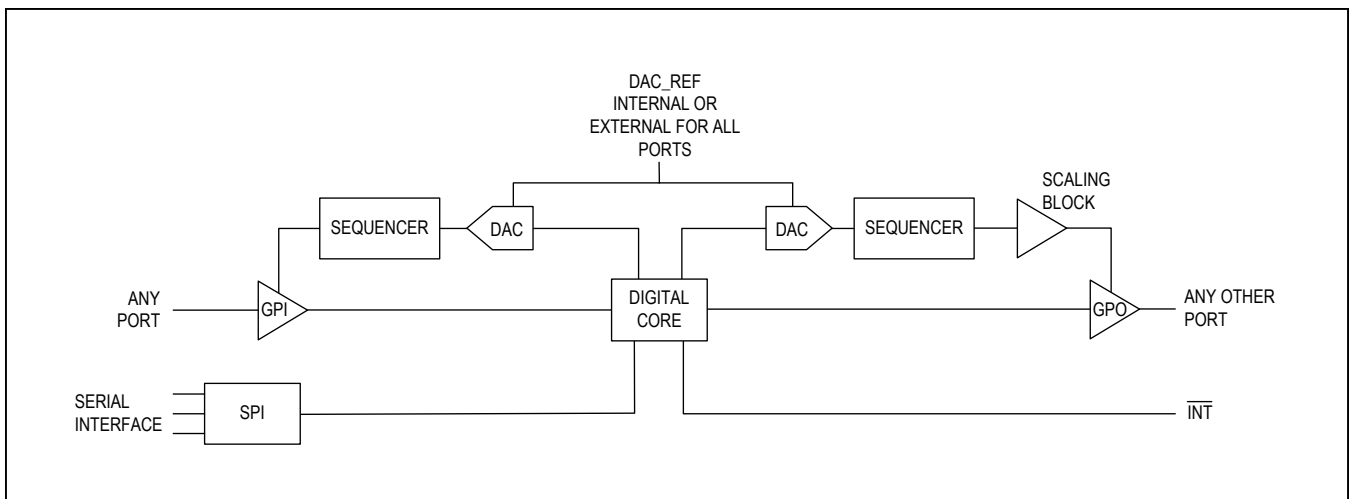 DAC_REF
INTERNAL OR
EXTERNAL FOR ALL
PORTS
SCALING
BLOCK
SEQUENCER
DAC
DAC
SEQUENCER
ANY
PORT
GPI
DIGITAL
CORE
GPO
ANY OTHER
PORT
SERIAL
INTERFACE
SPI
INT